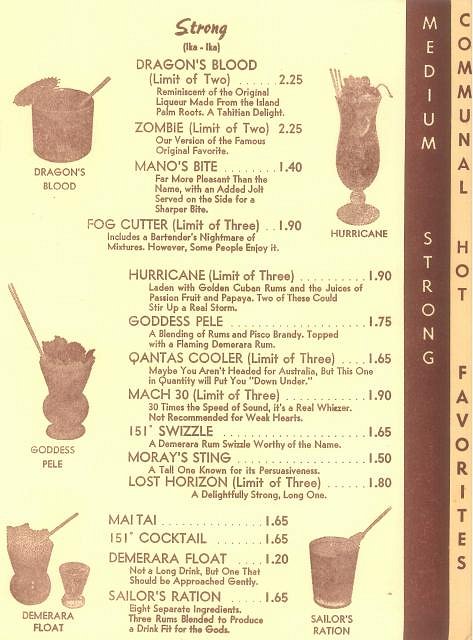 Strong
(Ika - Ika)
DRAGON'S BLOOD
(Limit of Two) ...... 2.25
Reminiscent of the Original
Liqueur Made From the Island
Palm Roots. A Tahitian Delight.
ZOMBIE (Limit of Two) 2.25
Our Version of the Famous
Original Favorite.
MANO'S BITE ........ 1.40
Far More Pleasant Than the
Name, with an Added Jolt
Served on the Side for a
Sharper Bite.
FOG CUTTER (Limit of Three) .. 1.90
Includes a Bartender's Nightmare of
Mixtures. However, Some People Enjoy it.
DRAGON'S
BLOOD
HURRICANE
HURRICANE (Limit of Three) .......... 1.90
Laden with Golden Cuban Rums and the Juices of
Passion Fruit and Papaya. Two of These Could
Stir Up a Real Storm.
GODDESS PELE ..................... 1.75
A Blending of Rums and Pisco Brandy. Topped
with a Flaming Demerara Rum.
QANTAS COOLER (Limit of Three) .... 1.65
Maybe You Aren't Headed for Australia, But This One
in Quantity will Put You "Down Under."
MACH 30 (Limit of Three) ............ 1.90
30 Times the Speed of Sound, it's a Real Whizzer.
Not Recommended for Weak Hearts.
151° SWIZZLE ..................... 1.65
A Demerara Rum Swizzle Worthy of the Name.
MORAY'S STING .................... 1.50
A Tall One Known for its Persuasiveness.
LOST HORIZON (Limit of Three) ...... 1.80
A Delightfully Strong, Long One.
GODDESS
PELE
MAI TAI .............. 1.65
151° COCKTAIL ....... 1.65
DEMERARA FLOAT .... 1.20
Not a Long Drink, But One That
Should be Approached Gently.
SAILOR'S RATION ..... 1.65
Eight Separate Ingredients.
Three Rums Blended to Produce
a Drink Fit for the Gods.
DEMERARA
FLOAT
SAILOR'S
RATION
MEDIUM STRONG
COMMUNAL HOT FAVORITES